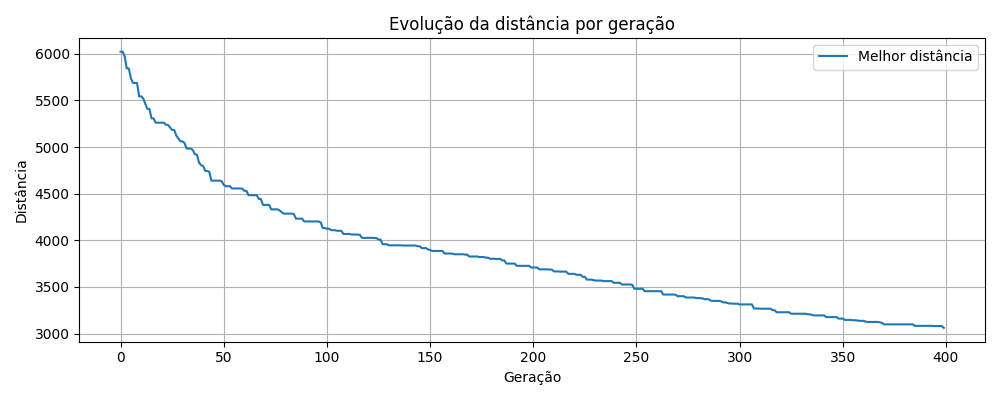 Evolução da distância por geração
Melhor distância
Distância
6000
5500
5000
4500
4000
3500
3000
0 50 100 150 200 250 300 350 400
Geração